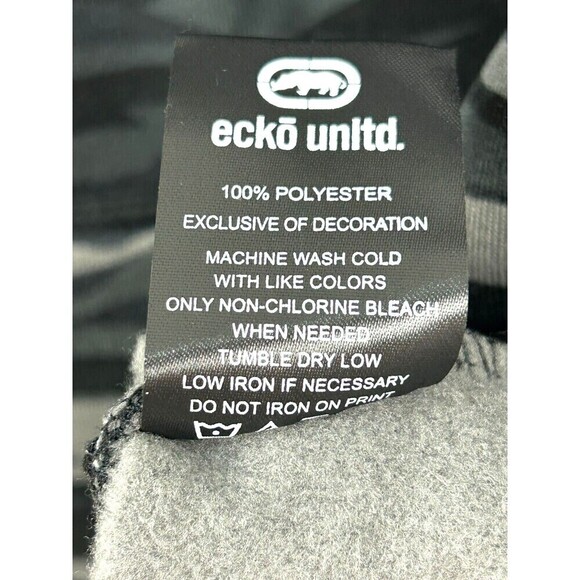 eckō unltd.
100% POLYESTER
EXCLUSIVE OF DECORATION
MACHINE WASH COLD
WITH LIKE COLORS
ONLY NON-CHLORINE BLEACH
WHEN NEEDED
TUMBLE DRY LOW
LOW IRON IF NECESSARY
DO NOT IRON ON PRINT